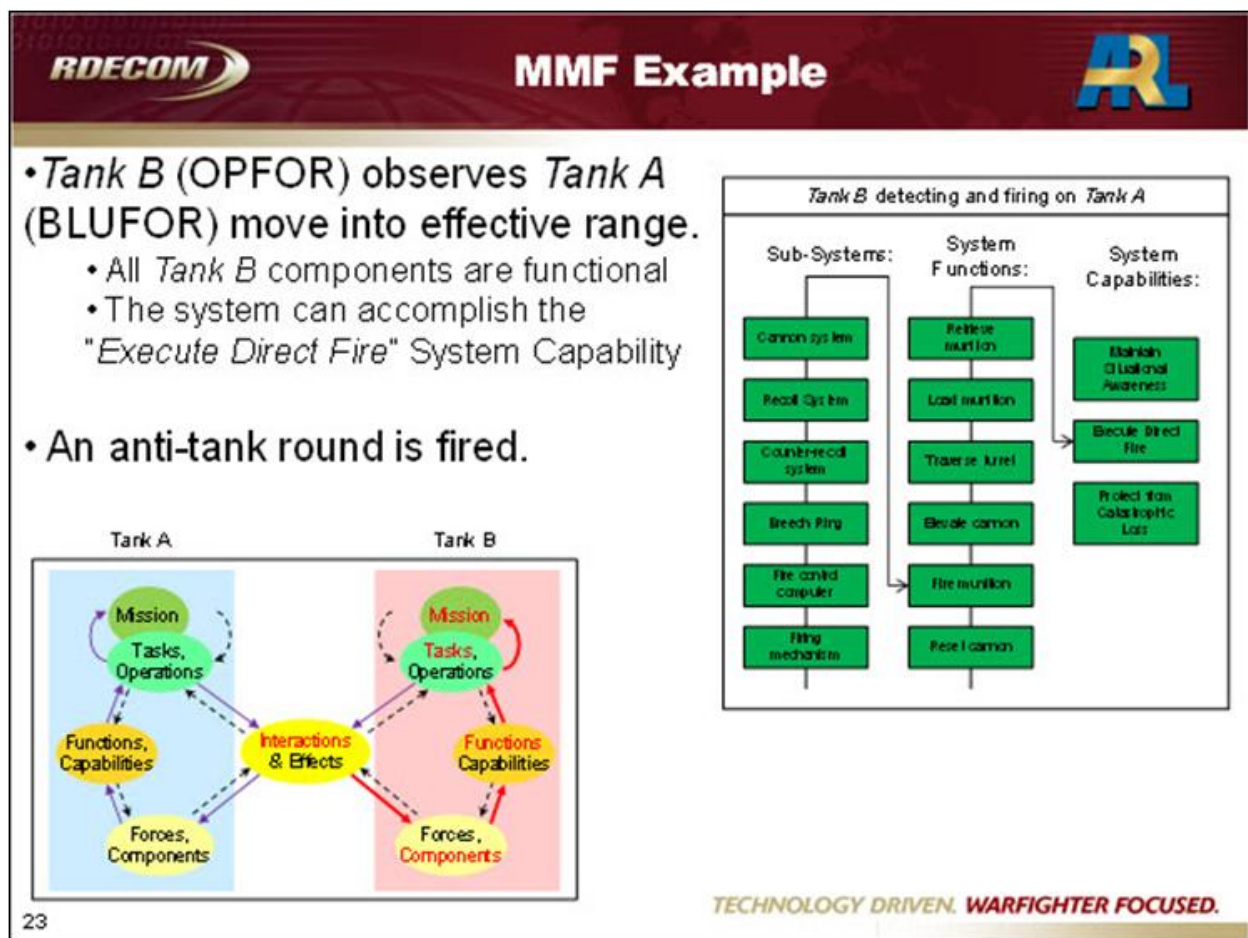 RDECOM
MMF Example
ARL
•Tank B (OPFOR) observes Tank A
(BLUFOR) move into effective range.
• All Tank B components are functional
• The system can accomplish the
"Execute Direct Fire" System Capability
• An anti-tank round is fired.
Tank A
Tank B
Mission
Tasks,
Operations
Functions,
Capabilities
Forces,
Components
Interactions
& Effects
Mission
Tasks,
Operations
Functions
Capabilities
Forces,
Components
Tank B detecting and firing on Tank A
Sub-Systems:
Cannon system
Recoil System
Counter-recoil
system
Breech Ring
Fire control
computer
Firing
mechanism
System
Functions:
Retrieve
munition
Load munition
Traverse turret
Elevate cannon
Fire munition
Reset cannon
System
Capabilities:
Maintain
Situational
Awareness
Execute Direct
Fire
Protect from
Catastrophic
Loss
23
TECHNOLOGY DRIVEN. WARFIGHTER FOCUSED.